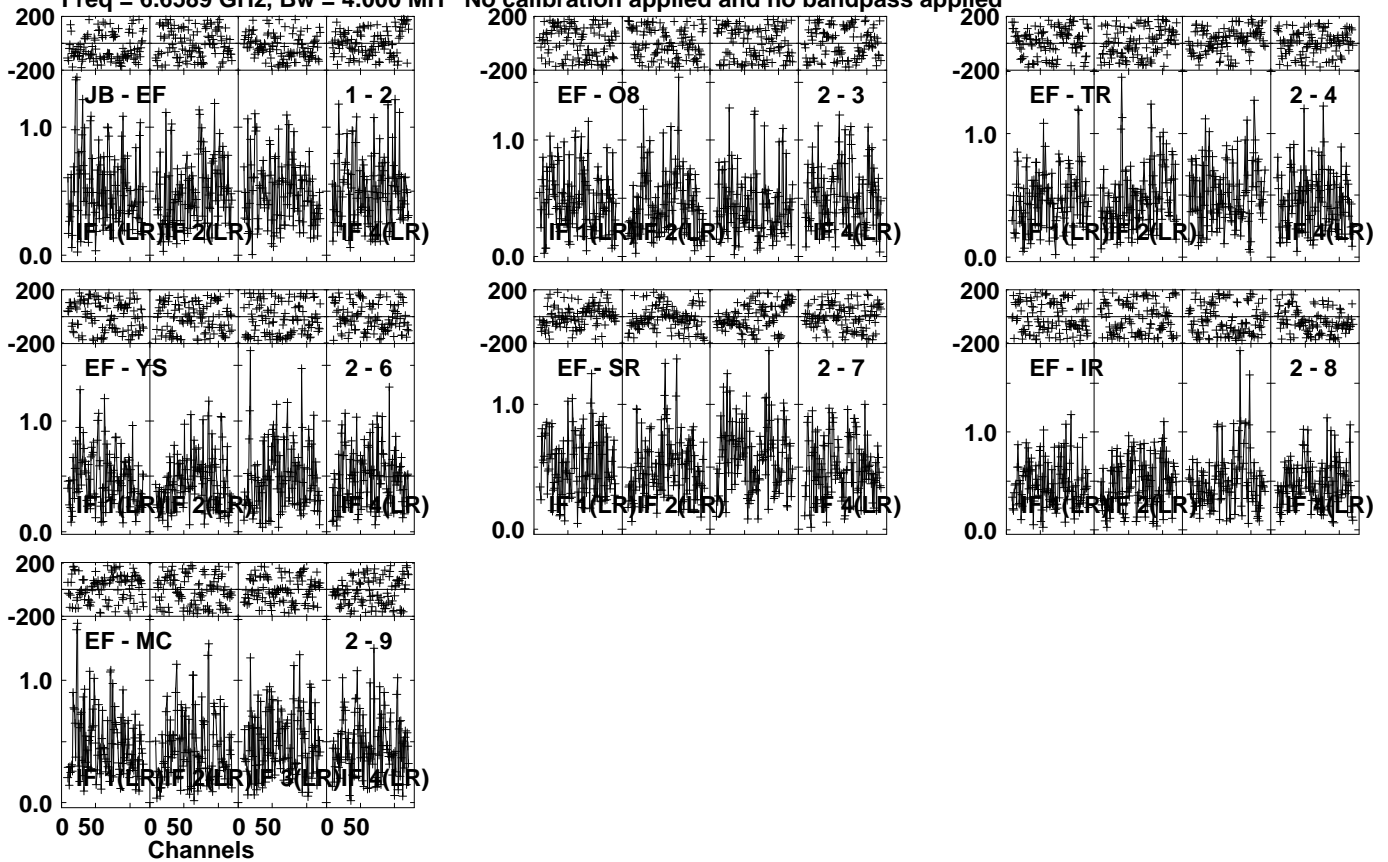 Freq = 6.6589 GHz, Bw = 4.000 MH No calibration applied and no bandpass applied
200
-200
JB - EF
1 - 2
1.0
0.0
IF 1(LR)
IF 2(LR)
IF 4(LR)
200
-200
EF - O8
2 - 3
1.0
0.0
IF 1(LR)
IF 2(LR)
IF 4(LR)
200
-200
EF - TR
2 - 4
1.0
0.0
IF 1(LR)
IF 2(LR)
IF 4(LR)
200
-200
EF - YS
2 - 6
1.0
0.0
IF 1(LR)
IF 2(LR)
IF 4(LR)
200
-200
EF - SR
2 - 7
1.0
0.0
IF 1(LR)
IF 2(LR)
IF 4(LR)
200
-200
EF - IR
2 - 8
1.0
0.0
IF 1(LR)
IF 2(LR)
IF 4(LR)
200
-200
EF - MC
2 - 9
1.0
0.0
IF 1(LR)
IF 2(LR)
IF 3(LR)
IF 4(LR)
0 50 0 50 0 50 0 50
Channels